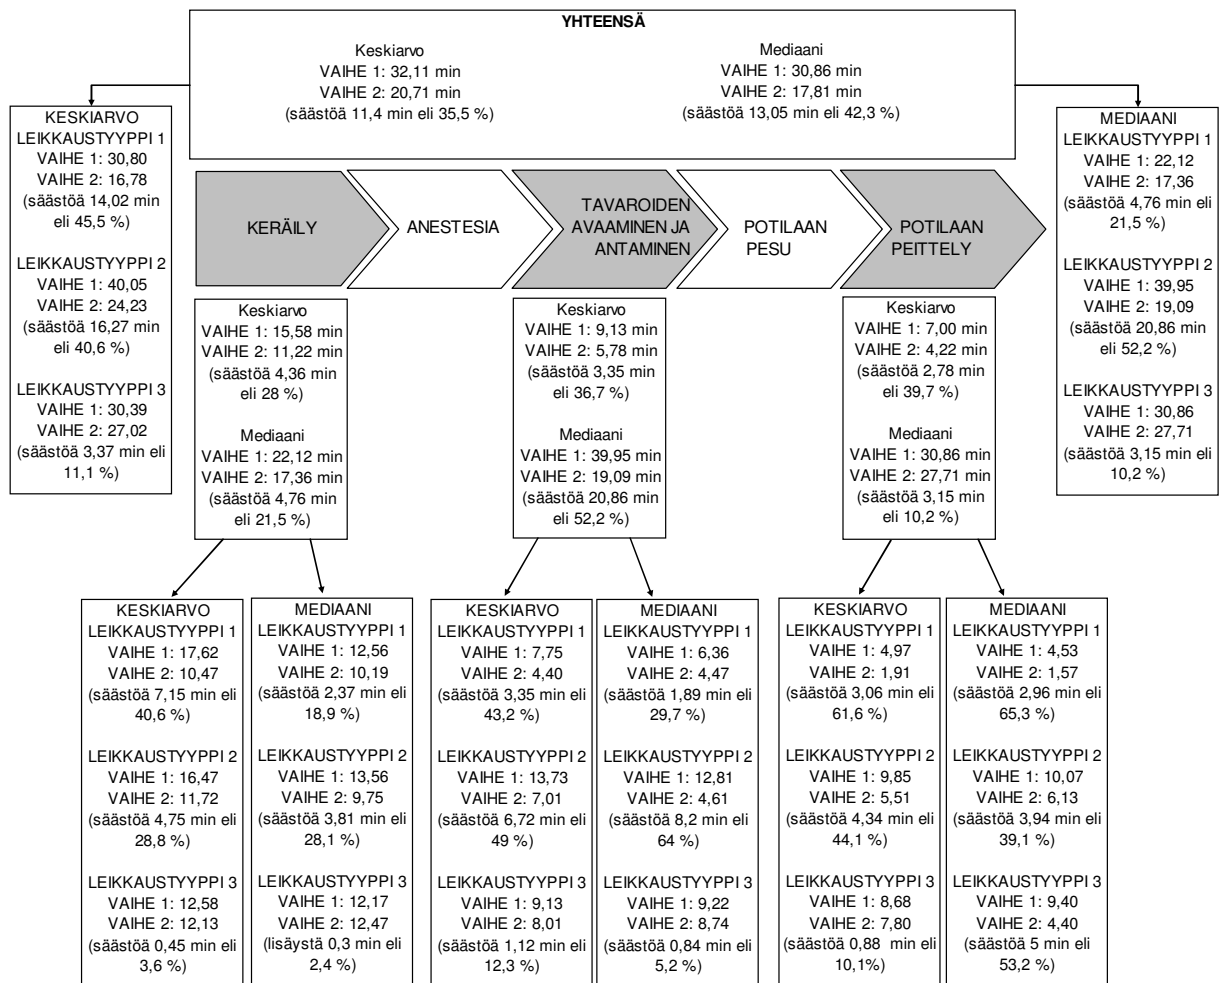 YHTEENSÄ
Keskiarvo
VAIHE 1: 32,11 min
VAIHE 2: 20,71 min
(säästöä 11,4 min eli 35,5 %)
Mediaani
VAIHE 1: 30,86 min
VAIHE 2: 17,81 min
(säästöä 13,05 min eli 42,3 %)
KESKIARVO
LEIKKAUSTYYPPI 1
VAIHE 1: 30,80
VAIHE 2: 16,78
(säästöä 14,02 min
eli 45,5 %)
LEIKKAUSTYYPPI 2
VAIHE 1: 40,05
VAIHE 2: 24,23
(säästöä 16,27 min
eli 40,6 %)
LEIKKAUSTYYPPI 3
VAIHE 1: 30,39
VAIHE 2: 27,02
(säästöä 3,37 min eli
11,1 %)
KERÄILY
ANESTESIA
TAVAROIDEN
AVAAMINEN JA
ANTAMINEN
POTILAAN
PESU
POTILAAN
PEITTELY
MEDIAANI
LEIKKAUSTYYPPI 1
VAIHE 1: 22,12
VAIHE 2: 17,36
(säästöä 4,76 min eli
21,5 %)
LEIKKAUSTYYPPI 2
VAIHE 1: 39,95
VAIHE 2: 19,09
(säästöä 20,86 min
eli 52,2 %)
LEIKKAUSTYYPPI 3
VAIHE 1: 30,86
VAIHE 2: 27,71
(säästöä 3,15 min eli
10,2 %)
Keskiarvo
VAIHE 1: 15,58 min
VAIHE 2: 11,22 min
(säästöä 4,36 min
eli 28 %)
Mediaani
VAIHE 1: 22,12 min
VAIHE 2: 17,36 min
(säästöä 4,76 min
eli 21,5 %)
Keskiarvo
VAIHE 1: 9,13 min
VAIHE 2: 5,78 min
(säästöä 3,35 min
eli 36,7 %)
Mediaani
VAIHE 1: 39,95 min
VAIHE 2: 19,09 min
(säästöä 20,86 min
eli 52,2 %)
Keskiarvo
VAIHE 1: 7,00 min
VAIHE 2: 4,22 min
(säästöä 2,78 min
eli 39,7 %)
Mediaani
VAIHE 1: 30,86 min
VAIHE 2: 27,71 min
(säästöä 3,15 min
eli 10,2 %)
KESKIARVO
LEIKKAUSTYYPPI 1
VAIHE 1: 17,62
VAIHE 2: 10,47
(säästöä 7,15 min eli
40,6 %)
LEIKKAUSTYYPPI 2
VAIHE 1: 16,47
VAIHE 2: 11,72
(säästöä 4,75 min eli
28,8 %)
LEIKKAUSTYYPPI 3
VAIHE 1: 12,58
VAIHE 2: 12,13
(säästöä 0,45 min eli
3,6 %)
MEDIAANI
LEIKKAUSTYYPPI 1
VAIHE 1: 12,56
VAIHE 2: 10,19
(säästöä 2,37 min eli
18,9 %)
LEIKKAUSTYYPPI 2
VAIHE 1: 13,56
VAIHE 2: 9,75
(säästöä 3,81 min eli
28,1 %)
LEIKKAUSTYYPPI 3
VAIHE 1: 12,17
VAIHE 2: 12,47
(lisäystä 0,3 min eli
2,4 %)
KESKIARVO
LEIKKAUSTYYPPI 1
VAIHE 1: 7,75
VAIHE 2: 4,40
(säästöä 3,35 min eli
43,2 %)
LEIKKAUSTYYPPI 2
VAIHE 1: 13,73
VAIHE 2: 7,01
(säästöä 6,72 min eli
49 %)
LEIKKAUSTYYPPI 3
VAIHE 1: 9,13
VAIHE 2: 8,01
(säästöä 1,12 min eli
12,3 %)
MEDIAANI
LEIKKAUSTYYPPI 1
VAIHE 1: 6,36
VAIHE 2: 4,47
(säästöä 1,89 min eli
29,7 %)
LEIKKAUSTYYPPI 2
VAIHE 1: 12,81
VAIHE 2: 4,61
(säästöä 8,2 min eli
64 %)
LEIKKAUSTYYPPI 3
VAIHE 1: 9,22
VAIHE 2: 8,74
(säästöä 0,84 min eli
5,2 %)
KESKIARVO
LEIKKAUSTYYPPI 1
VAIHE 1: 4,97
VAIHE 2: 1,91
(säästöä 3,06 min eli
61,6 %)
LEIKKAUSTYYPPI 2
VAIHE 1: 9,85
VAIHE 2: 5,51
(säästöä 4,34 min eli
44,1 %)
LEIKKAUSTYYPPI 3
VAIHE 1: 8,68
VAIHE 2: 7,80
(säästöä 0,88 min eli
10,1%)
MEDIAANI
LEIKKAUSTYYPPI 1
VAIHE 1: 4,53
VAIHE 2: 1,57
(säästöä 2,96 min eli
65,3 %)
LEIKKAUSTYYPPI 2
VAIHE 1: 10,07
VAIHE 2: 6,13
(säästöä 3,94 min eli
39,1 %)
LEIKKAUSTYYPPI 3
VAIHE 1: 9,40
VAIHE 2: 4,40
(säästöä 5 min eli
53,2 %)